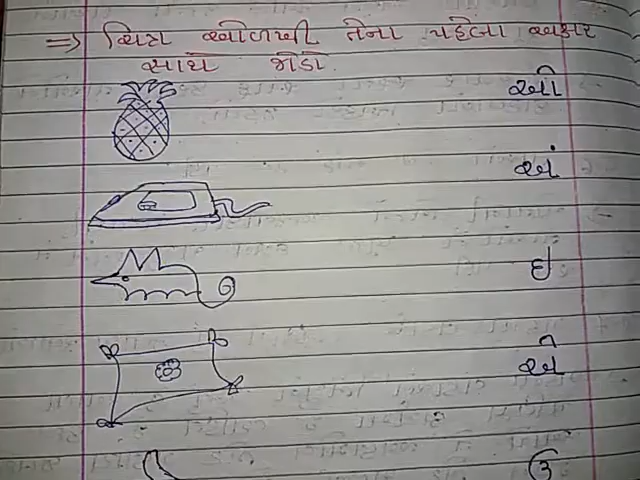 ⇒ ચિત્ર ઓળખી તેના પહેલા અક્ષર
સાથે જોડો.
ઓ
અં
ઇ
એ
ઉ